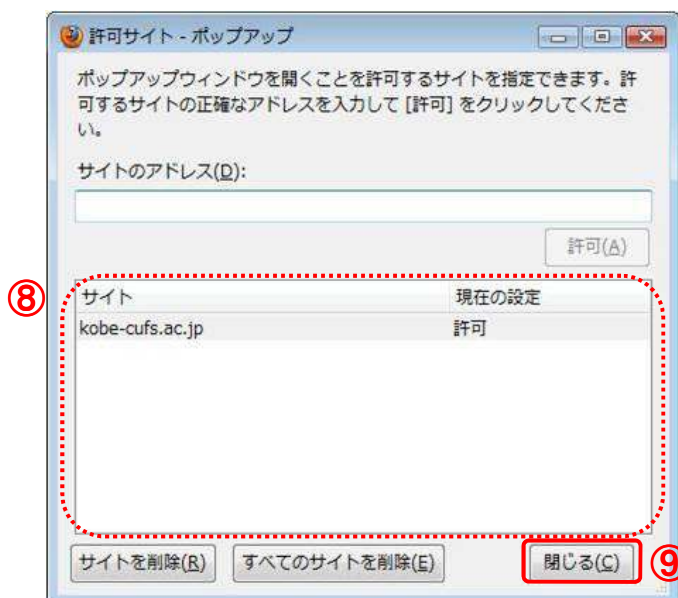 許可サイト - ポップアップ
ポップアップウィンドウを開くことを許可するサイトを指定できます。許
可するサイトの正確なアドレスを入力して [許可] をクリックしてくださ
い。
サイトのアドレス(D):
許可(A)
⑧
サイト 現在の設定
kobe-cufs.ac.jp 許可
サイトを削除(R) すべてのサイトを削除(E) 閉じる(C) ⑨